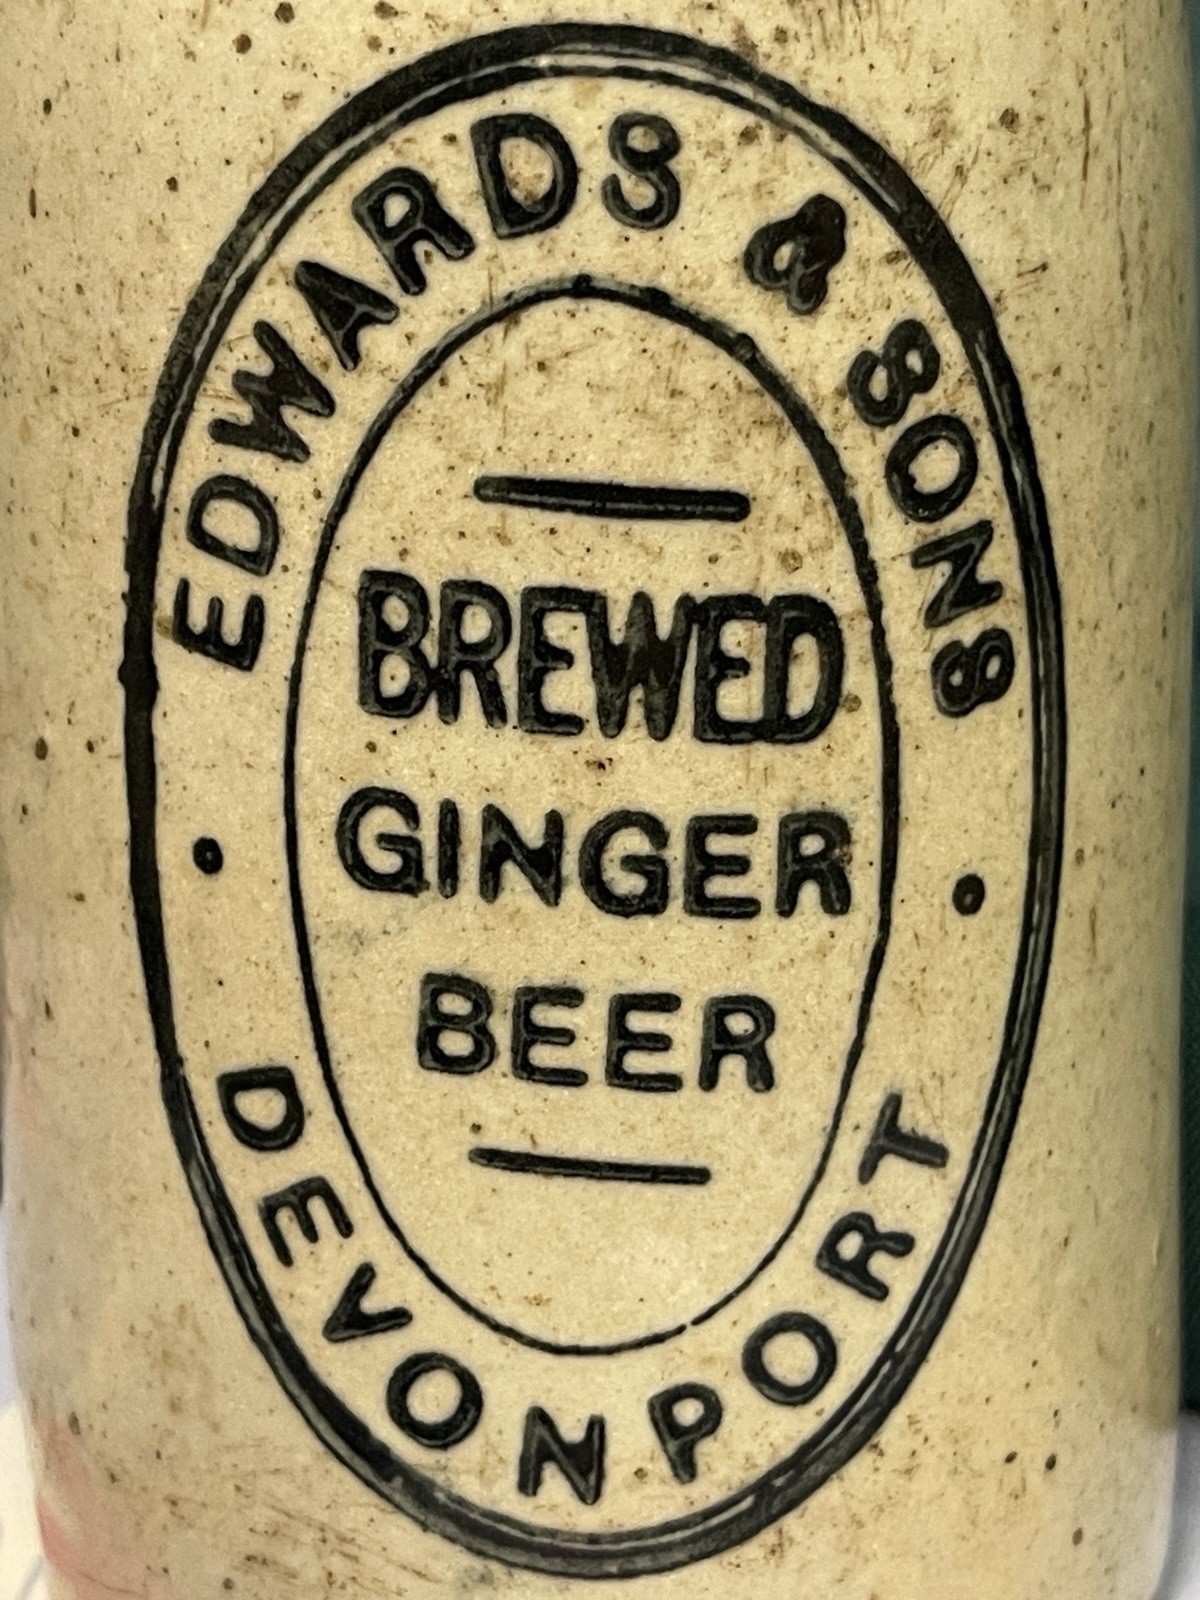 EDWARDS & SONS
BREWED
GINGER
BEER
DEVONPORT